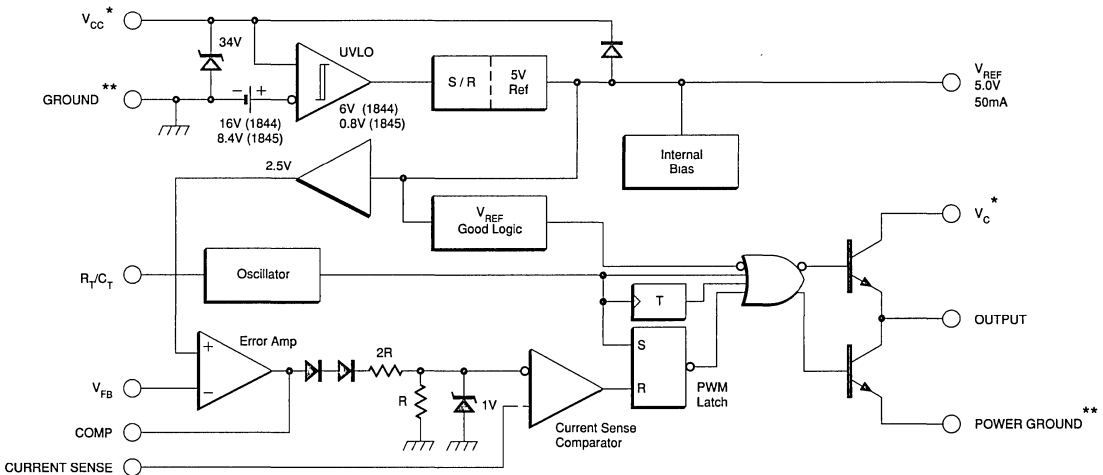 VCC*
34V
UVLO
GROUND**
− +
16V (1844)
8.4V (1845)
6V (1844)
0.8V (1845)
S / R
5V
Ref
VREF
5.0V
50mA
Internal
Bias
2.5V
VREF
Good Logic
VC*
RT/CT
Oscillator
T
OUTPUT
Error Amp
+
−
VFB
2R
R
1V
S
R
PWM
Latch
COMP
Current Sense
Comparator
POWER GROUND**
CURRENT SENSE